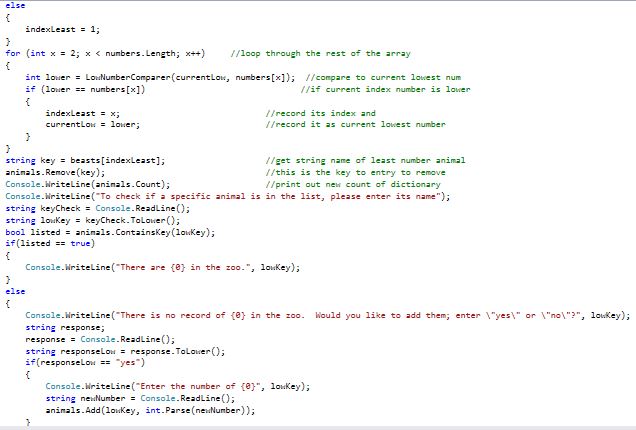 else
{
indexLeast = 1;
}
for (int x = 2; x < numbers.Length; x++) //loop through the rest of the array
{
int lower = LowNumberComparer(currentLow, numbers[x]); //compare to current lowest num
if (lower == numbers[x]) //if current index number is lower
{
indexLeast = x; //record its index and
currentLow = lower; //record it as current lowest number
}
}
string key = beasts[indexLeast]; //get string name of least number animal
animals.Remove(key); //this is the key to entry to remove
Console.WriteLine(animals.Count); //print out new count of dictionary
Console.WriteLine("To check if a specific animal is in the list, please enter its name");
string keyCheck = Console.ReadLine();
string lowKey = keyCheck.ToLower();
bool listed = animals.ContainsKey(lowKey);
if(listed == true)
{
Console.WriteLine("There are {0} in the zoo.", lowKey);
}
else
{
Console.WriteLine("There is no record of {0} in the zoo.  Would you like to add them; enter \"yes\" or \"no\"?", lowKey);
string response;
response = Console.ReadLine();
string responseLow = response.ToLower();
if(responseLow == "yes")
{
Console.WriteLine("Enter the number of {0}", lowKey);
string newNumber = Console.ReadLine();
animals.Add(lowKey, int.Parse(newNumber));
}